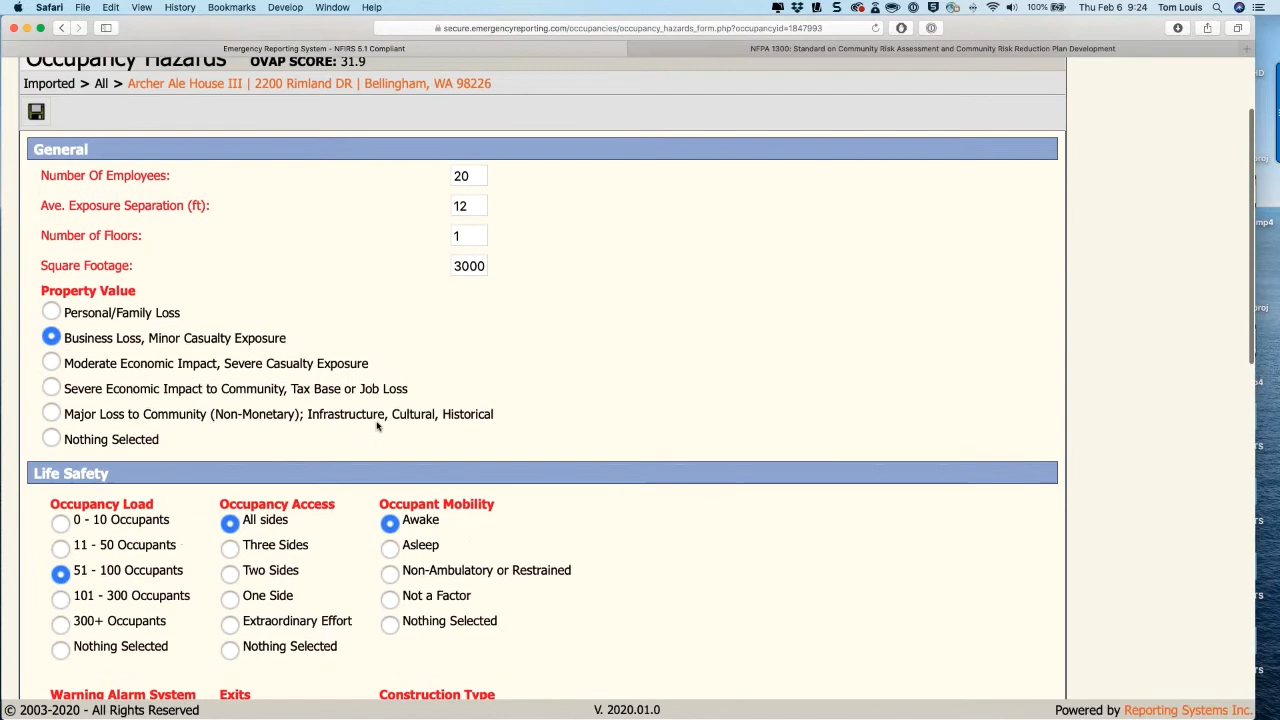 Safari File Edit View History Bookmarks Develop Window Help 100% Thu Feb 6 9:24 Tom Louis
secure.emergencyreporting.com/occupancies/occupancy_hazards_form.php?occupancyid=1847993
Emergency Reporting System - NFIRS 5.1 Compliant NFPA 1300: Standard on Community Risk Assessment and Community Risk Reduction Plan Development
Occupancy Hazards OVAP SCORE: 31.9
Imported > All > Archer Ale House III | 2200 Rimland DR | Bellingham, WA 98226
General
Number Of Employees: 20
Ave. Exposure Separation (ft): 12
Number of Floors: 1
Square Footage: 3000
Property Value
Personal/Family Loss
Business Loss, Minor Casualty Exposure
Moderate Economic Impact, Severe Casualty Exposure
Severe Economic Impact to Community, Tax Base or Job Loss
Major Loss to Community (Non-Monetary); Infrastructure, Cultural, Historical
Nothing Selected
Life Safety
Occupancy Load Occupancy Access Occupant Mobility
0 - 10 Occupants All sides Awake
11 - 50 Occupants Three Sides Asleep
51 - 100 Occupants Two Sides Non-Ambulatory or Restrained
101 - 300 Occupants One Side Not a Factor
300+ Occupants Extraordinary Effort Nothing Selected
Nothing Selected Nothing Selected
Warning Alarm System Exits Construction Type
© 2003-2020 - All Rights Reserved V. 2020.01.0 Powered by Reporting Systems Inc.